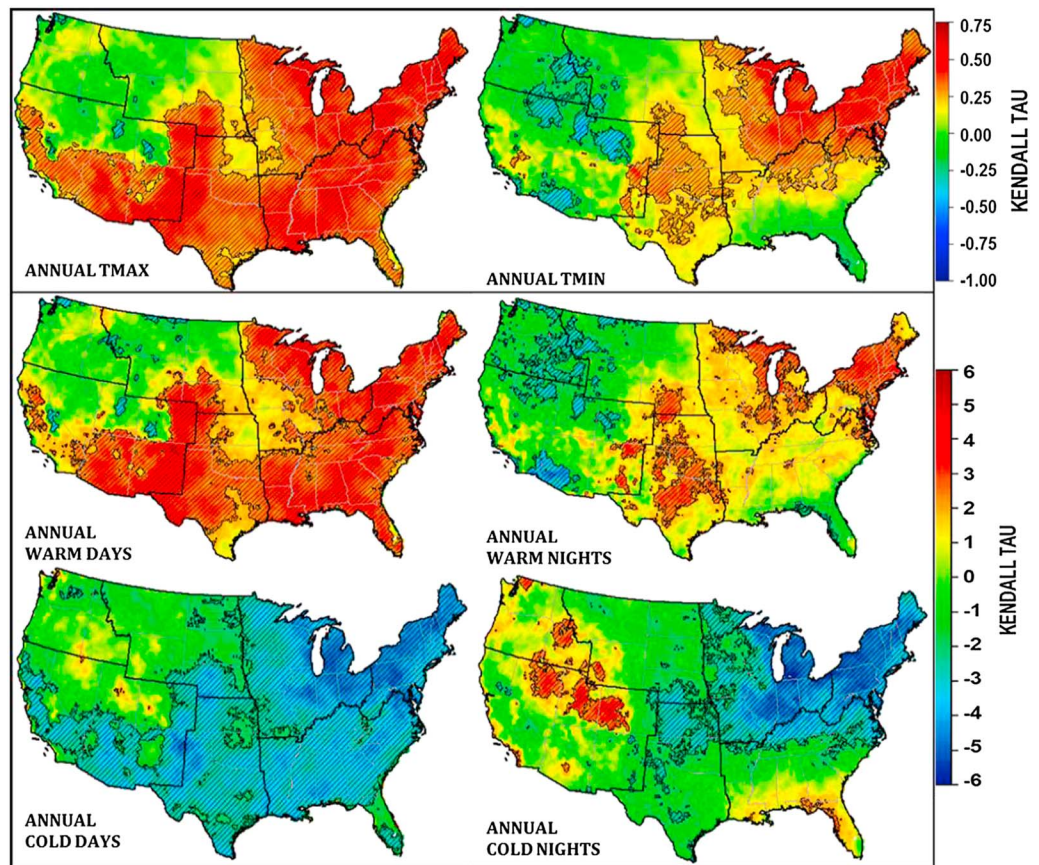 ANNUAL TMAX
ANNUAL TMIN
0.75
0.50
0.25
0.00
-0.25
-0.50
-0.75
-1.00
KENDALL TAU
ANNUAL
WARM DAYS
ANNUAL
WARM NIGHTS
ANNUAL
COLD DAYS
ANNUAL
COLD NIGHTS
6
5
4
3
2
1
0
-1
-2
-3
-4
-5
-6
KENDALL TAU